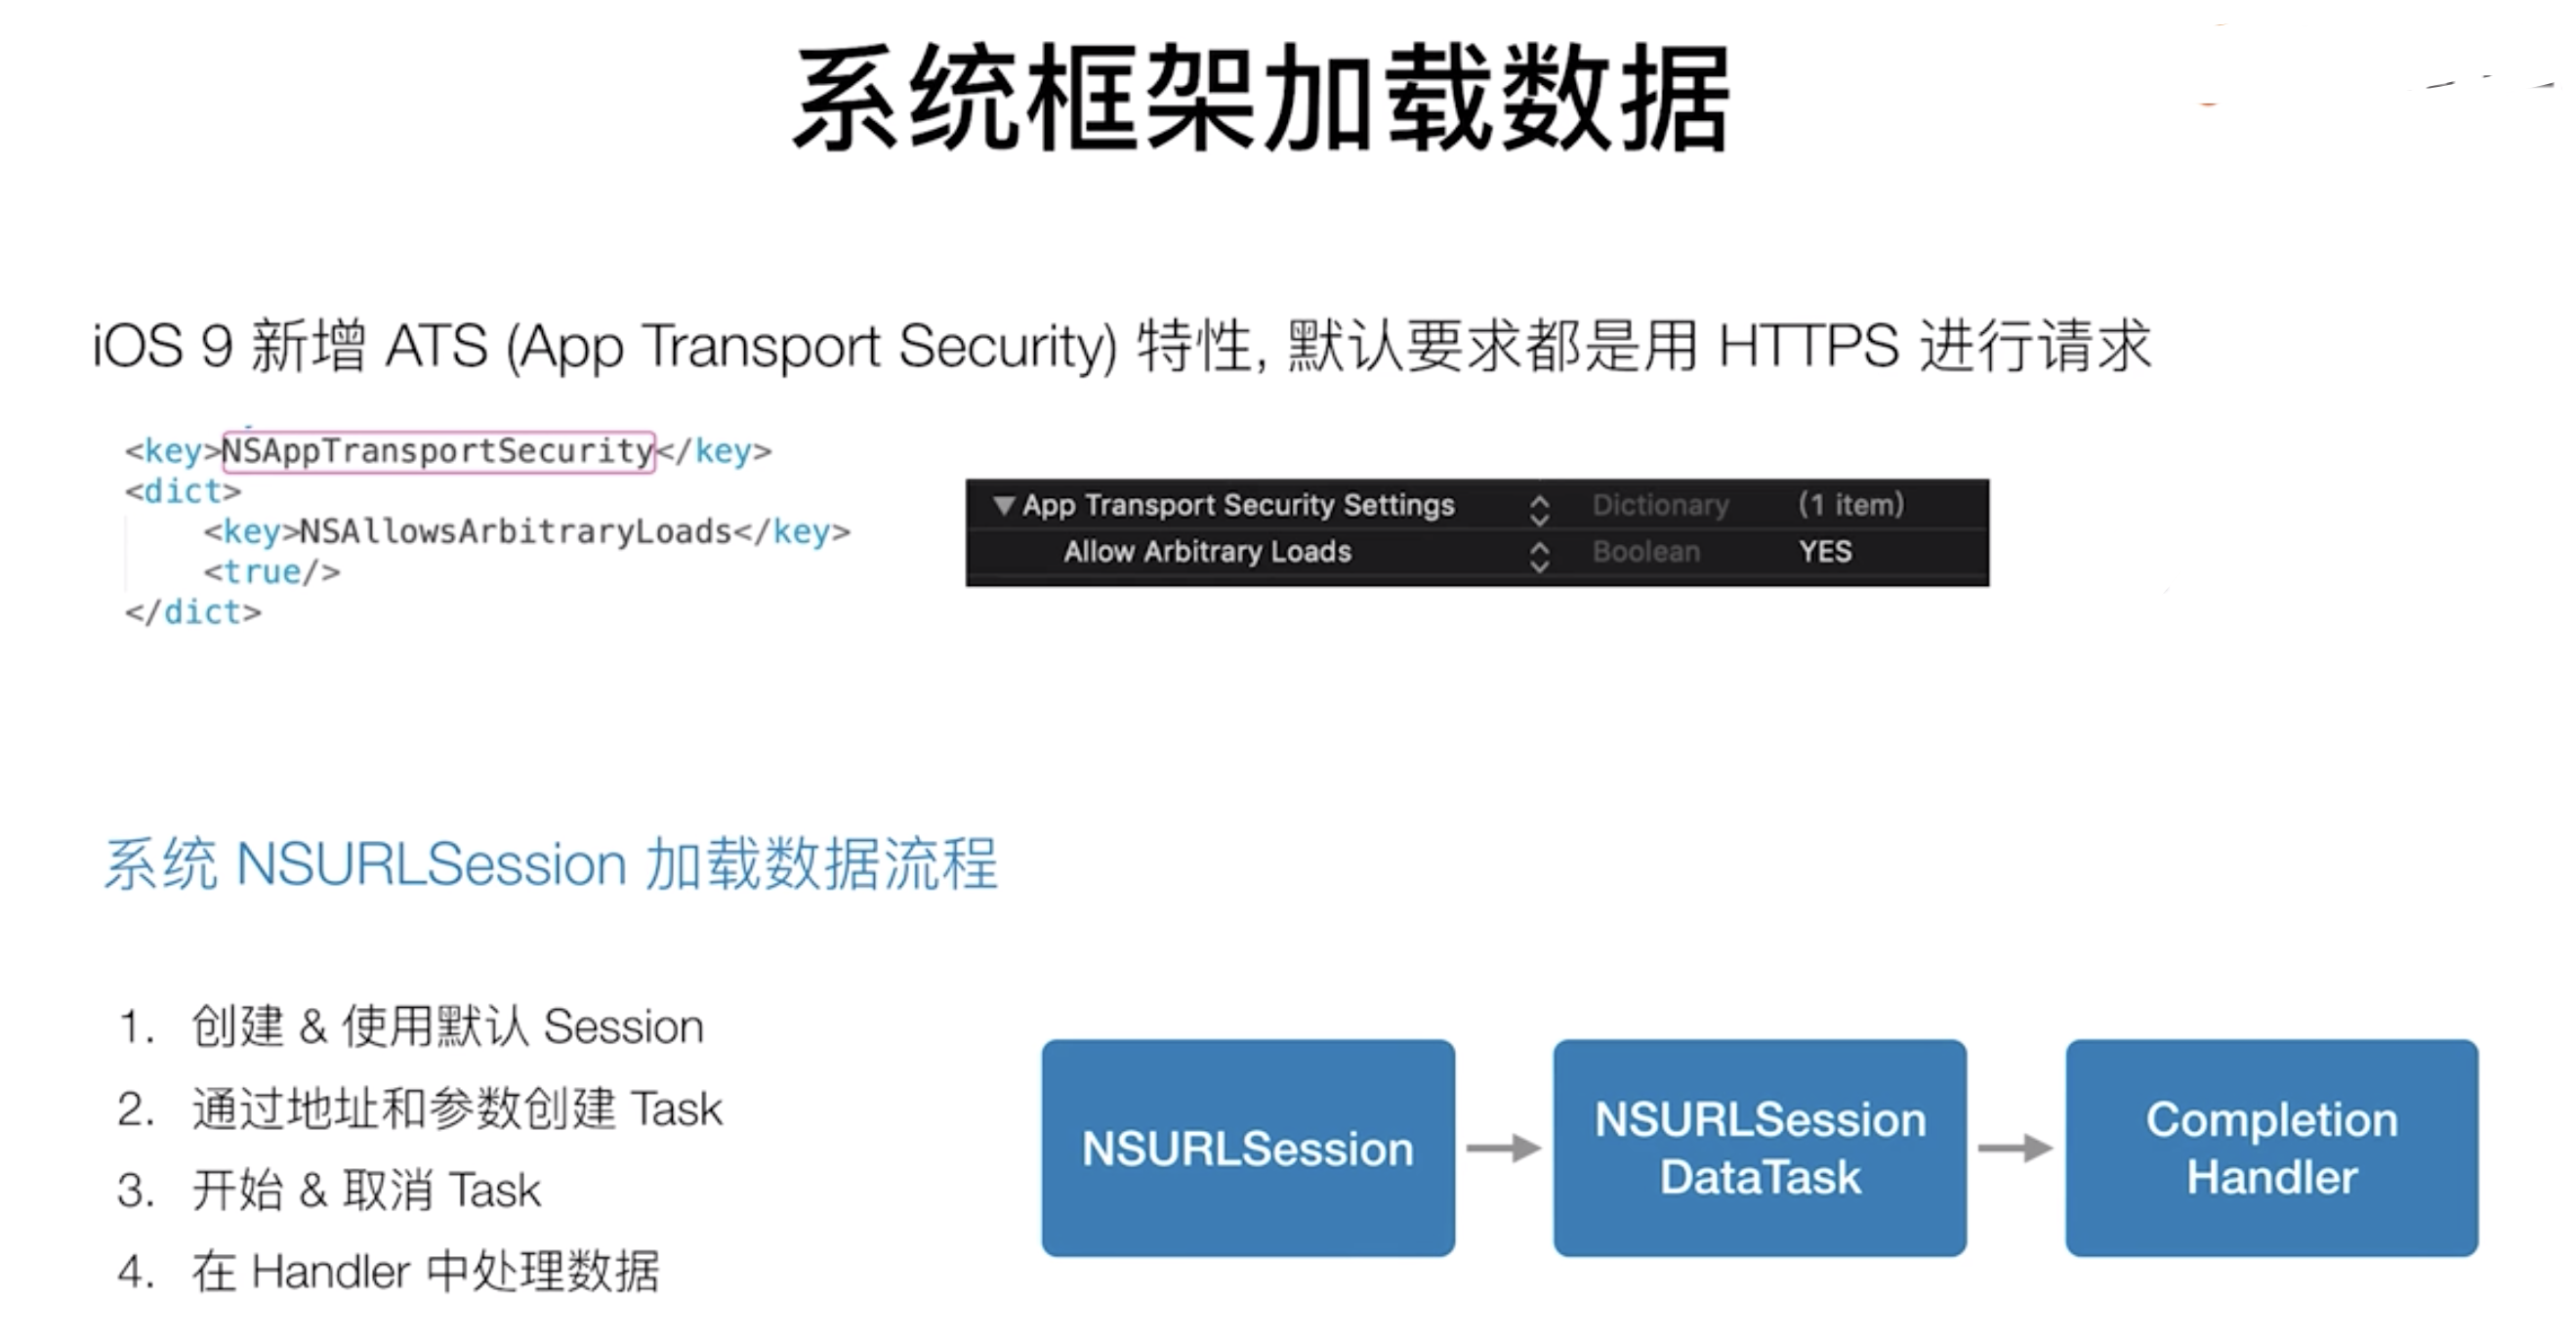 系统框架加载数据
iOS 9 新增 ATS (App Transport Security) 特性, 默认要求都是用 HTTPS 进行请求
<key>NSAppTransportSecurity</key>
<dict>
<key>NSAllowsArbitraryLoads</key>
<true/>
</dict>
App Transport Security Settings Dictionary (1 item)
Allow Arbitrary Loads Boolean YES
系统 NSURLSession 加载数据流程
1. 创建 & 使用默认 Session
2. 通过地址和参数创建 Task
3. 开始 & 取消 Task
4. 在 Handler 中处理数据
NSURLSession
NSURLSession
DataTask
Completion
Handler